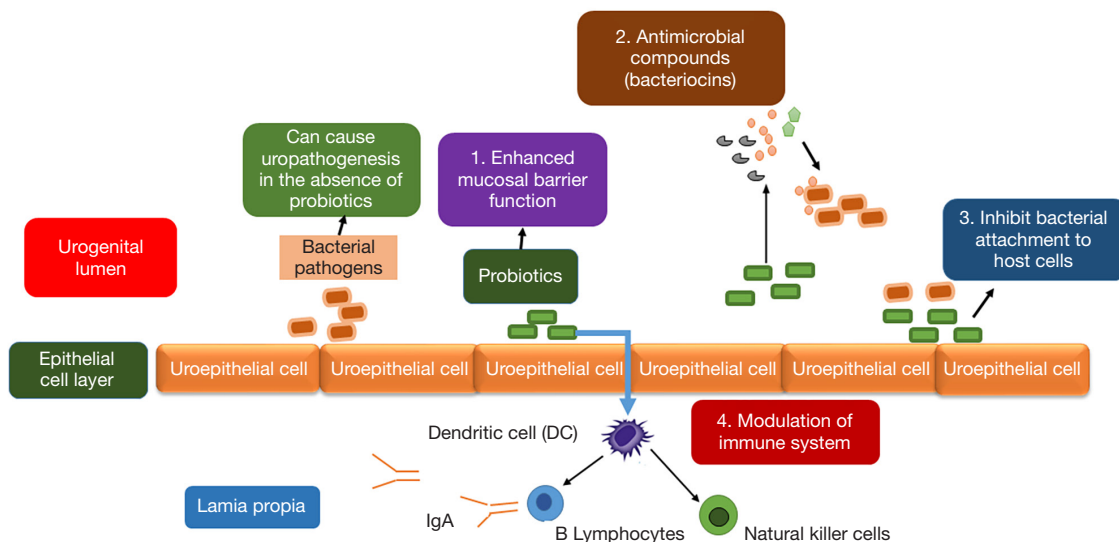 2. Antimicrobial
compounds
(bacteriocins)
Can cause
uropathogenesis
in the absence of
probiotics
1. Enhanced
mucosal barrier
function
3. Inhibit bacterial
attachment to
host cells
Urogenital
lumen
Bacterial
pathogens
Probiotics
Epithelial
cell layer
Uroepithelial cell
Uroepithelial cell
Uroepithelial cell
Uroepithelial cell
Uroepithelial cell
Uroepithelial cell
Dendritic cell (DC)
4. Modulation of
immune system
Lamia propia
IgA
B Lymphocytes
Natural killer cells